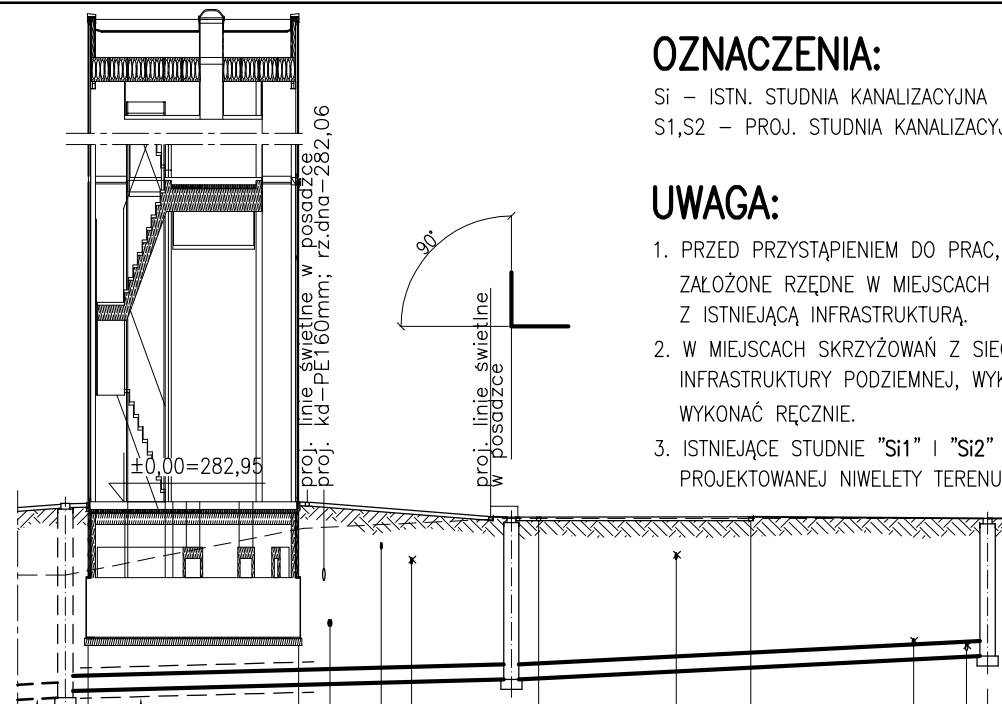 OZNACZENIA:
Si – ISTN. STUDNIA KANALIZACYJNA
S1,S2 – PROJ. STUDNIA KANALIZACYJ
UWAGA:
1. PRZED PRZYSTĄPIENIEM DO PRAC,
ZAŁOŻONE RZĘDNE W MIEJSCACH
Z ISTNIEJĄCĄ INFRASTRUKTURĄ.
2. W MIEJSCACH SKRZYŻOWAŃ Z SIEC
INFRASTRUKTURY PODZIEMNEJ, WYK
WYKONAĆ RĘCZNIE.
3. ISTNIEJĄCE STUDNIE "Si1" I "Si2"
PROJEKTOWANEJ NIWELETY TERENU
proj. linie świetlne w posadzce
proj. kd-PE160mm; rz.dna-282,06
90°
proj. linie świetlne
w posadzce
±0,00=282,95